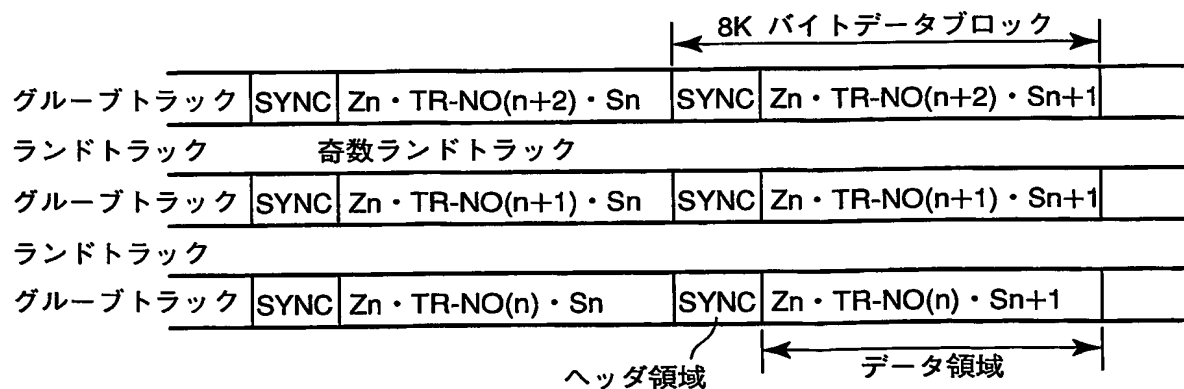 8K バイトデータブロック
グルーブトラック SYNC Zn・TR-NO(n+2)・Sn SYNC Zn・TR-NO(n+2)・Sn+1
ランドトラック 奇数ランドトラック
グルーブトラック SYNC Zn・TR-NO(n+1)・Sn SYNC Zn・TR-NO(n+1)・Sn+1
ランドトラック
グルーブトラック SYNC Zn・TR-NO(n)・Sn SYNC Zn・TR-NO(n)・Sn+1
ヘッダ領域 データ領域